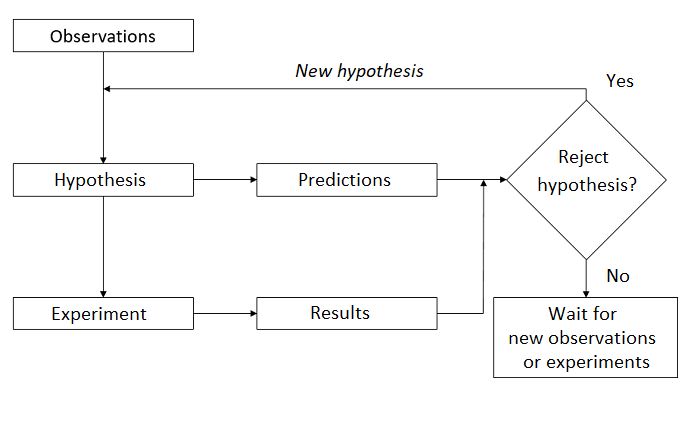 Observations
New hypothesis
Yes
Reject
hypothesis?
Hypothesis
Predictions
No
Experiment
Results
Wait for
new observations
or experiments